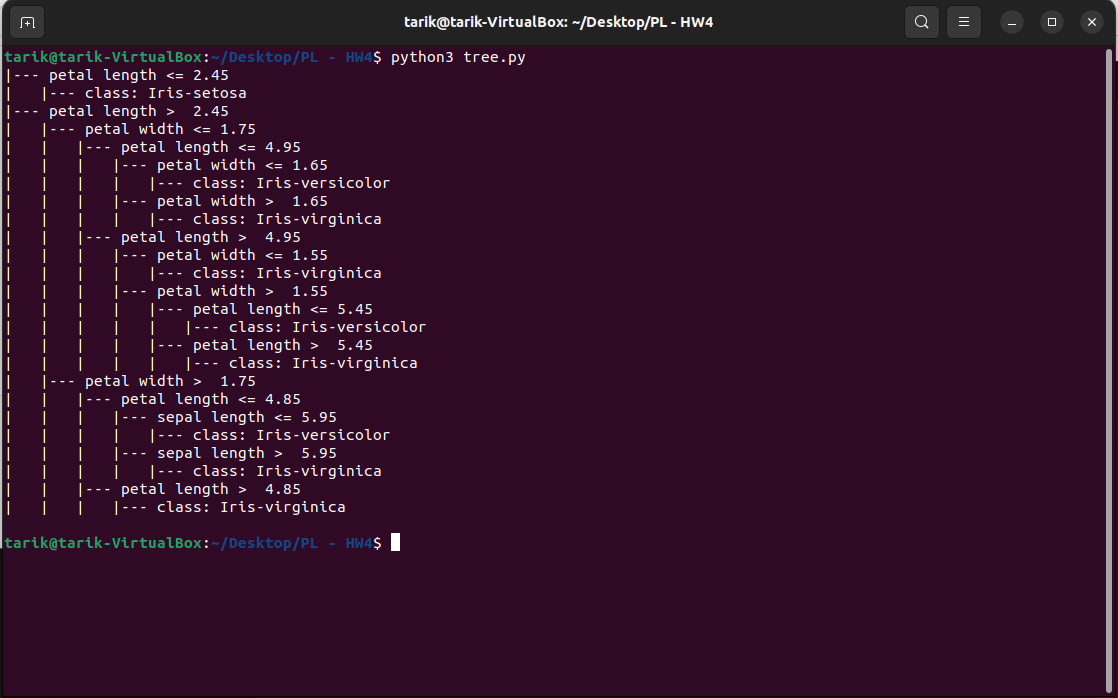 tarik@tarik-VirtualBox: ~/Desktop/PL - HW4
tarik@tarik-VirtualBox:~/Desktop/PL - HW4$ python3 tree.py
|--- petal length <= 2.45
|   |--- class: Iris-setosa
|--- petal length >  2.45
|   |--- petal width <= 1.75
|   |   |--- petal length <= 4.95
|   |   |   |--- petal width <= 1.65
|   |   |   |   |--- class: Iris-versicolor
|   |   |   |--- petal width >  1.65
|   |   |   |   |--- class: Iris-virginica
|   |   |--- petal length >  4.95
|   |   |   |--- petal width <= 1.55
|   |   |   |   |--- class: Iris-virginica
|   |   |   |--- petal width >  1.55
|   |   |   |   |--- petal length <= 5.45
|   |   |   |   |   |--- class: Iris-versicolor
|   |   |   |   |--- petal length >  5.45
|   |   |   |   |   |--- class: Iris-virginica
|   |--- petal width >  1.75
|   |   |--- petal length <= 4.85
|   |   |   |--- sepal length <= 5.95
|   |   |   |   |--- class: Iris-versicolor
|   |   |   |--- sepal length >  5.95
|   |   |   |   |--- class: Iris-virginica
|   |   |--- petal length >  4.85
|   |   |   |--- class: Iris-virginica
tarik@tarik-VirtualBox:~/Desktop/PL - HW4$